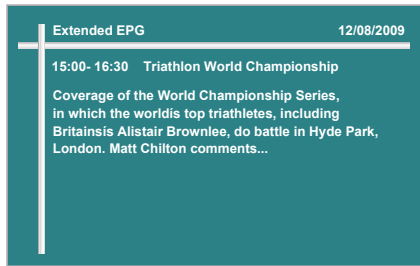 Extended EPG 12/08/2009
15:00- 16:30 Triathlon World Championship
Coverage of the World Championship Series,
in which the worldís top triathletes, including
Britainsís Alistair Brownlee, do battle in Hyde Park,
London. Matt Chilton comments...